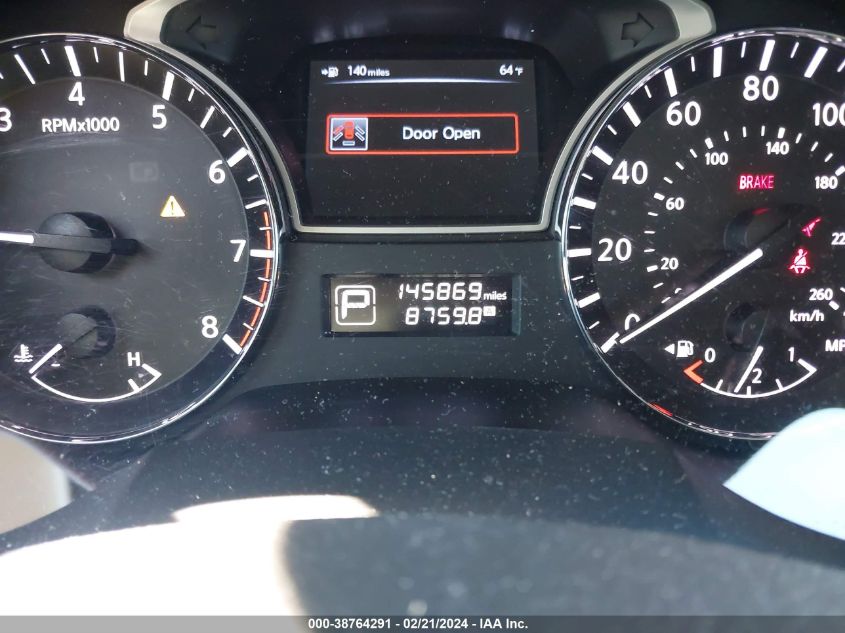 140 miles 64 °F
Door Open
3 4 5 6 7 8
RPMx1000
H
P 145869 miles
8759.8 A
0 20 40 60 80 100
20 60 100 140 180 260
km/h
BRAKE
0 1/2 1
000-38764291 - 02/21/2024 - IAA Inc.